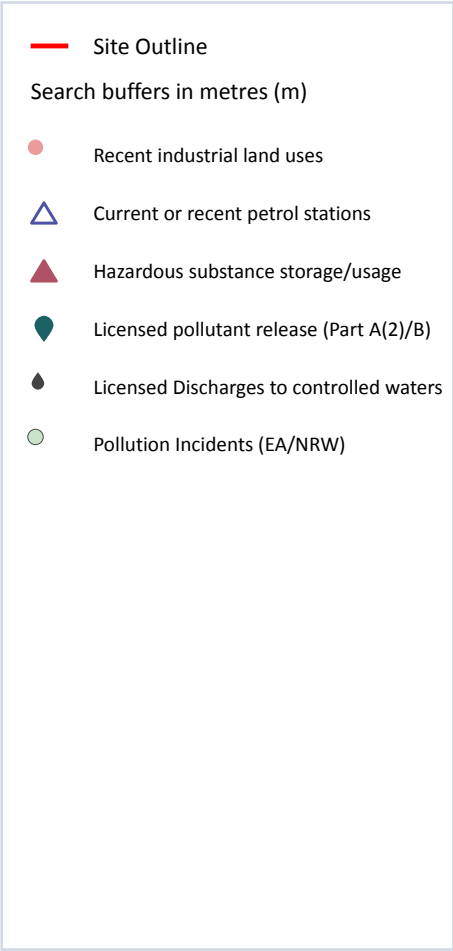 Site Outline
Search buffers in metres (m)
Recent industrial land uses
Current or recent petrol stations
Hazardous substance storage/usage
Licensed pollutant release (Part A(2)/B)
Licensed Discharges to controlled waters
Pollution Incidents (EA/NRW)